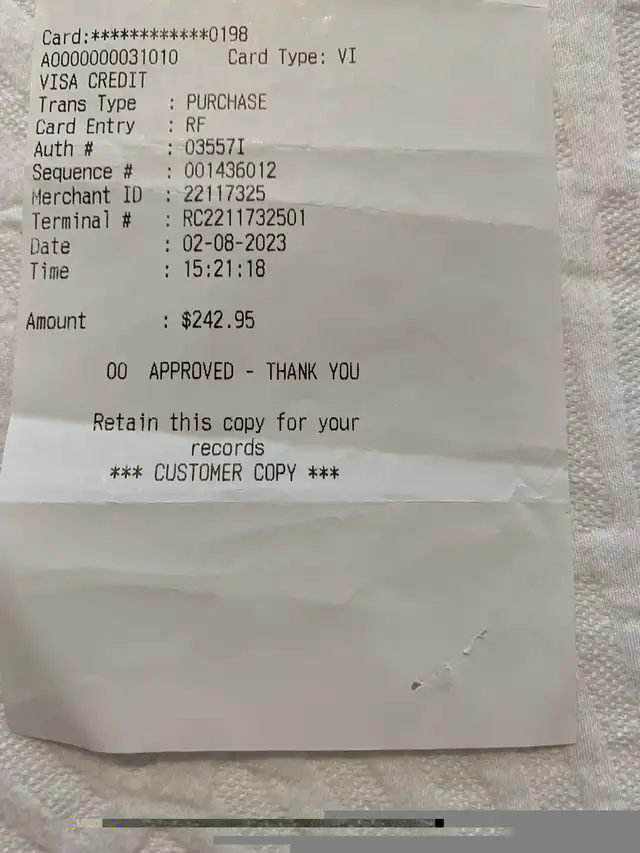 Card:************0198
A0000000031010 Card Type: VI
VISA CREDIT
Trans Type : PURCHASE
Card Entry : RF
Auth # : 03557I
Sequence # : 001436012
Merchant ID : 22117325
Terminal # : RC2211732501
Date : 02-08-2023
Time : 15:21:18
Amount : $242.95
00 APPROVED - THANK YOU
Retain this copy for your
records
*** CUSTOMER COPY ***